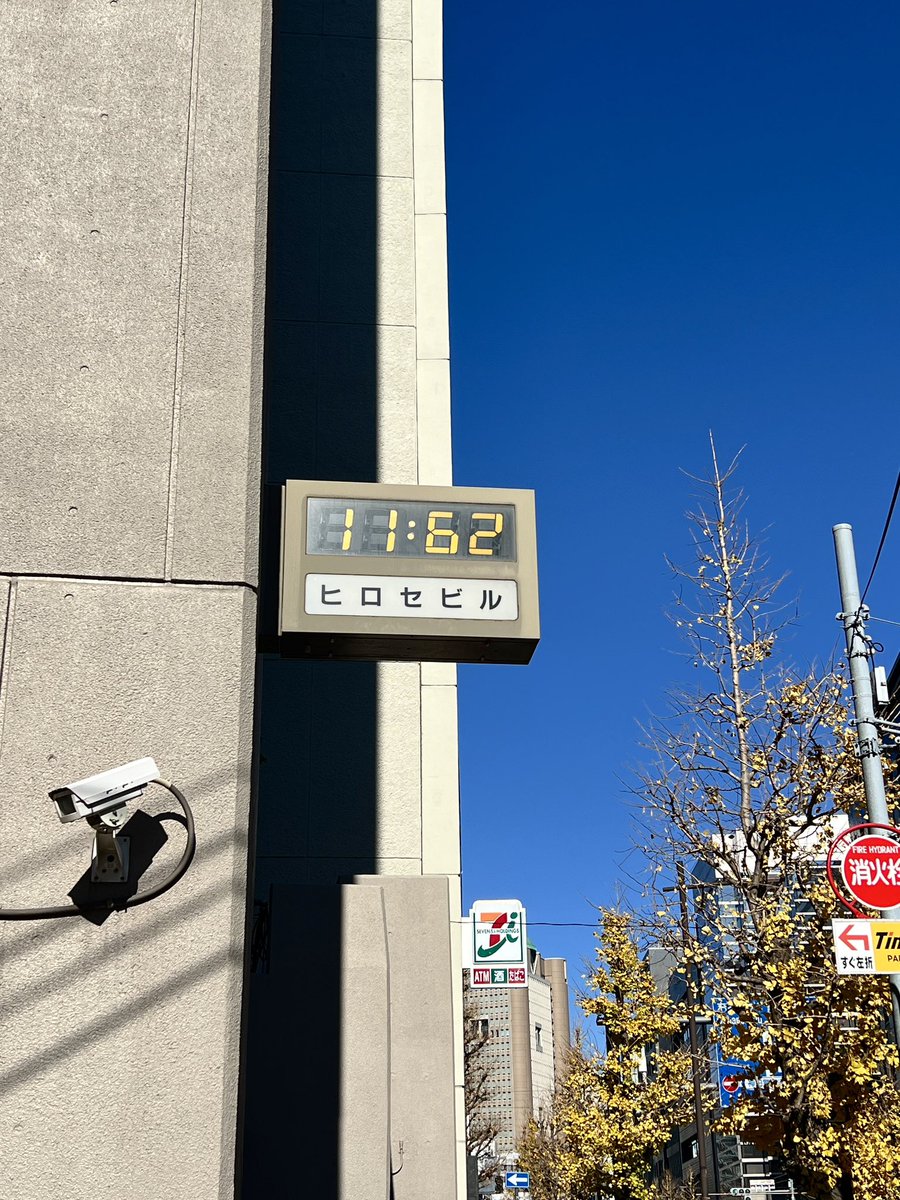 11:62
ヒロセビル
SEVEN & i HOLDINGS
ATM 酒 たばこ
FIRE HYDRANT
消火栓
すぐ左折